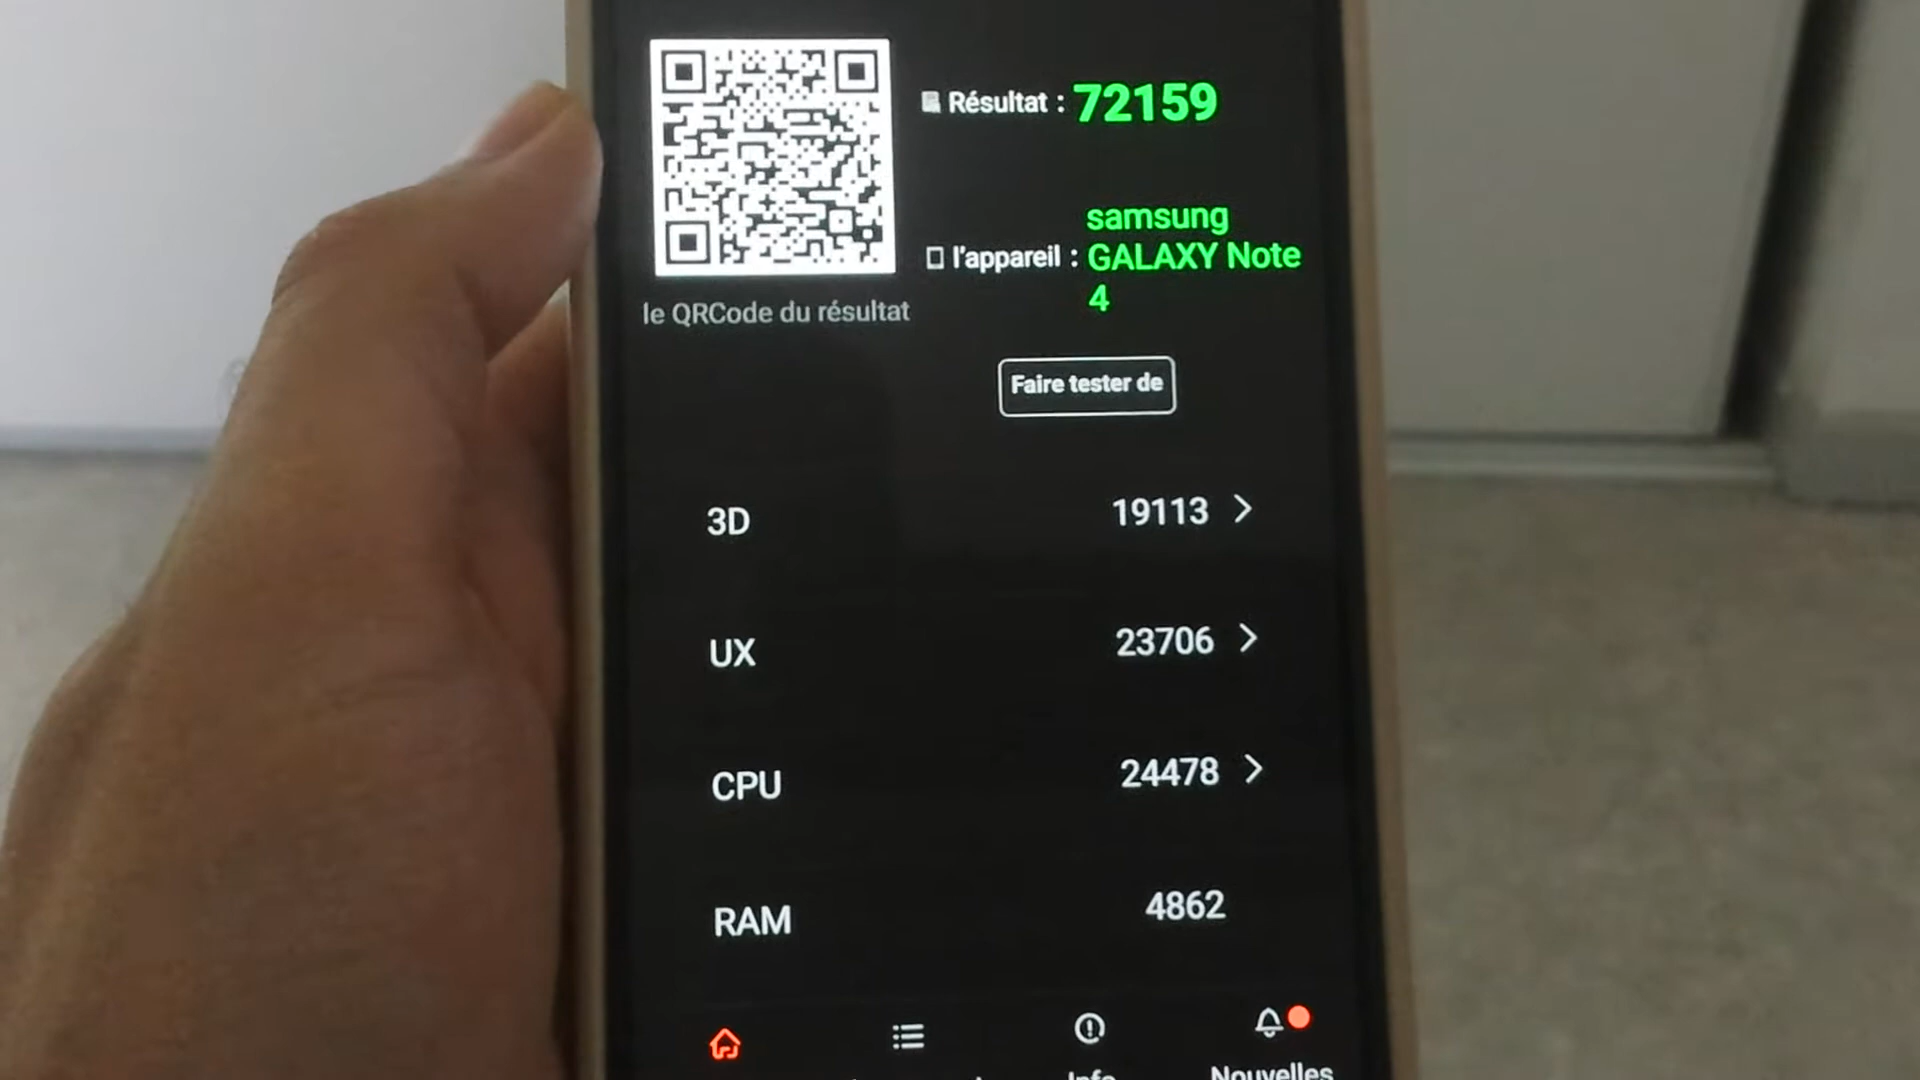 Résultat : 72159
samsung
l'appareil : GALAXY Note
4
le QRCode du résultat
Faire tester de
3D 19113
UX 23706
CPU 24478
RAM 4862
Info
Nouvelles